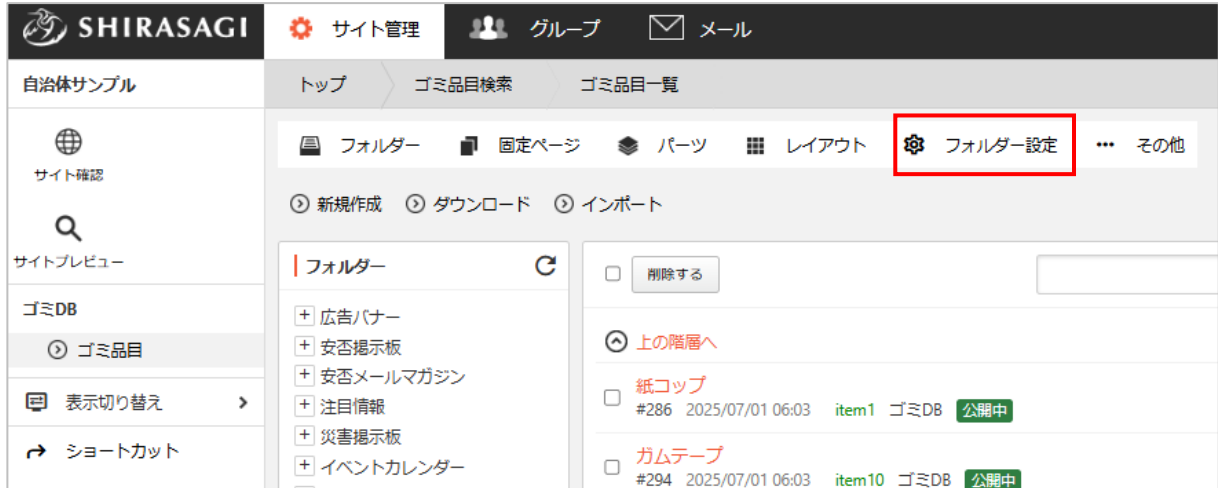 SHIRASAGI サイト管理 グループ メール
自治体サンプル トップ ゴミ品目検索 ゴミ品目一覧
フォルダー 固定ページ パーツ レイアウト フォルダー設定 ••• その他
サイト確認
新規作成 ダウンロード インポート
サイトプレビュー
フォルダー 削除する
ゴミDB
広告バナー
ゴミ品目
安否掲示板 上の階層へ
安否メールマガジン 紙コップ
表示切り替え
注目情報 #286 2025/07/01 06:03 item1 ゴミDB 公開中
災害掲示板
ショートカット
イベントカレンダー ガムテープ
#294 2025/07/01 06:03 item10 ゴミDB 公開中